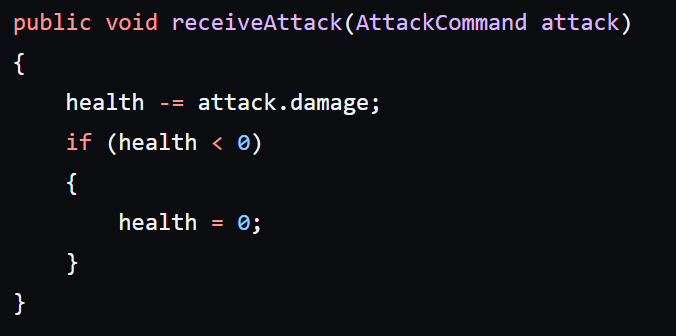 public void receiveAttack(AttackCommand attack)
{
    health -= attack.damage;
    if (health < 0)
    {
        health = 0;
    }
}